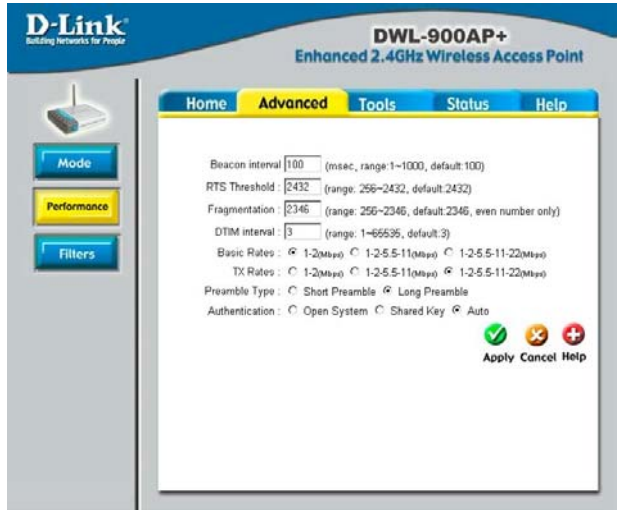 D-Link
Building Networks for People
DWL-900AP+
Enhanced 2.4GHz Wireless Access Point
Home Advanced Tools Status Help
Mode
Performance
Filters
Beacon interval 100 (msec, range:1~1000, default:100)
RTS Threshold : 2432 (range: 256~2432, default:2432)
Fragmentation : 2346 (range: 256~2346, default:2346, even number only)
DTIM interval : 3 (range: 1~65535, default:3)
Basic Rates : 1-2(Mbps) 1-2-5.5-11(Mbps) 1-2-5.5-11-22(Mbps)
TX Rates : 1-2(Mbps) 1-2-5.5-11(Mbps) 1-2-5.5-11-22(Mbps)
Preamble Type : Short Preamble Long Preamble
Authentication : Open System Shared Key Auto
Apply Cancel Help